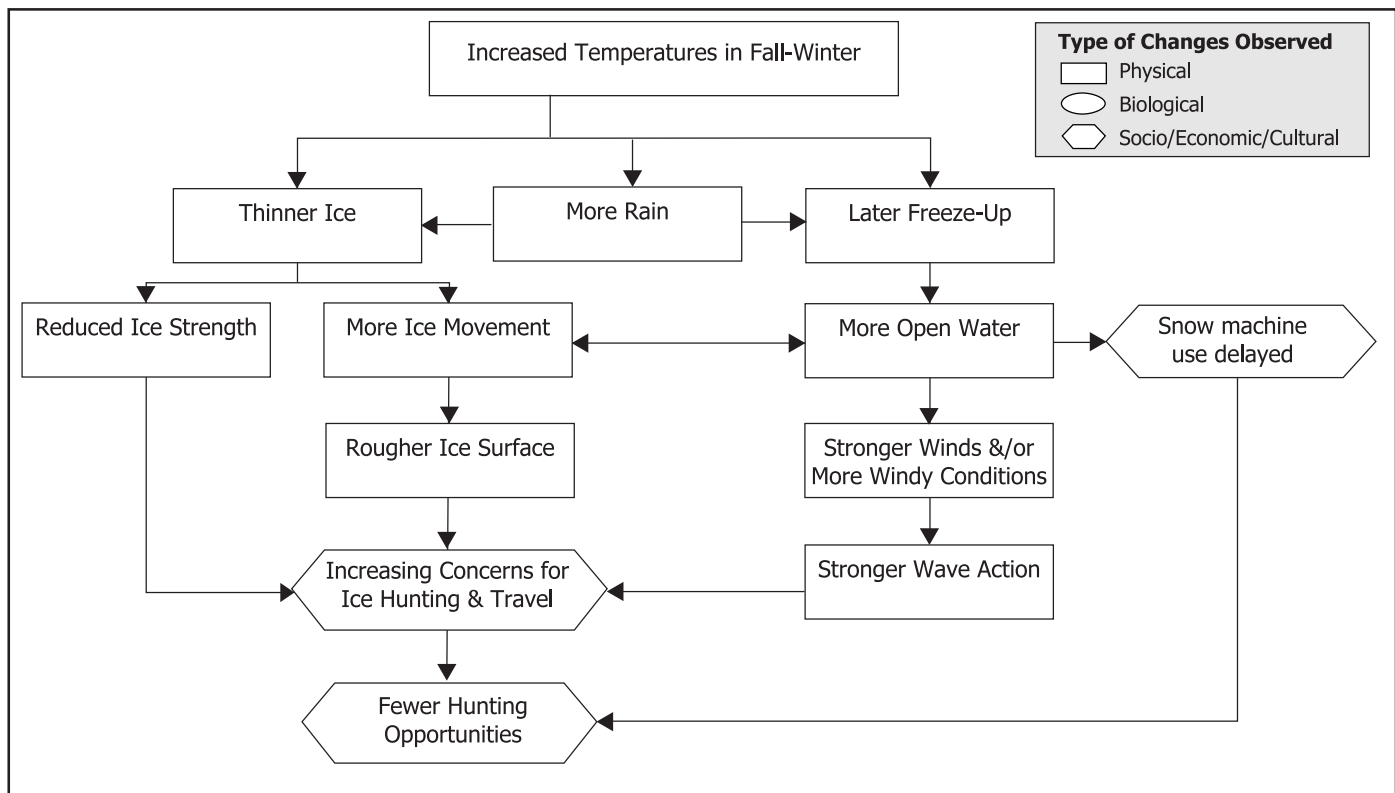 Increased Temperatures in Fall-Winter
Type of Changes Observed
Physical
Biological
Socio/Economic/Cultural
Thinner Ice
More Rain
Later Freeze-Up
Reduced Ice Strength
More Ice Movement
More Open Water
Snow machine
use delayed
Rougher Ice Surface
Stronger Winds &/or
More Windy Conditions
Increasing Concerns for
Ice Hunting & Travel
Stronger Wave Action
Fewer Hunting
Opportunities